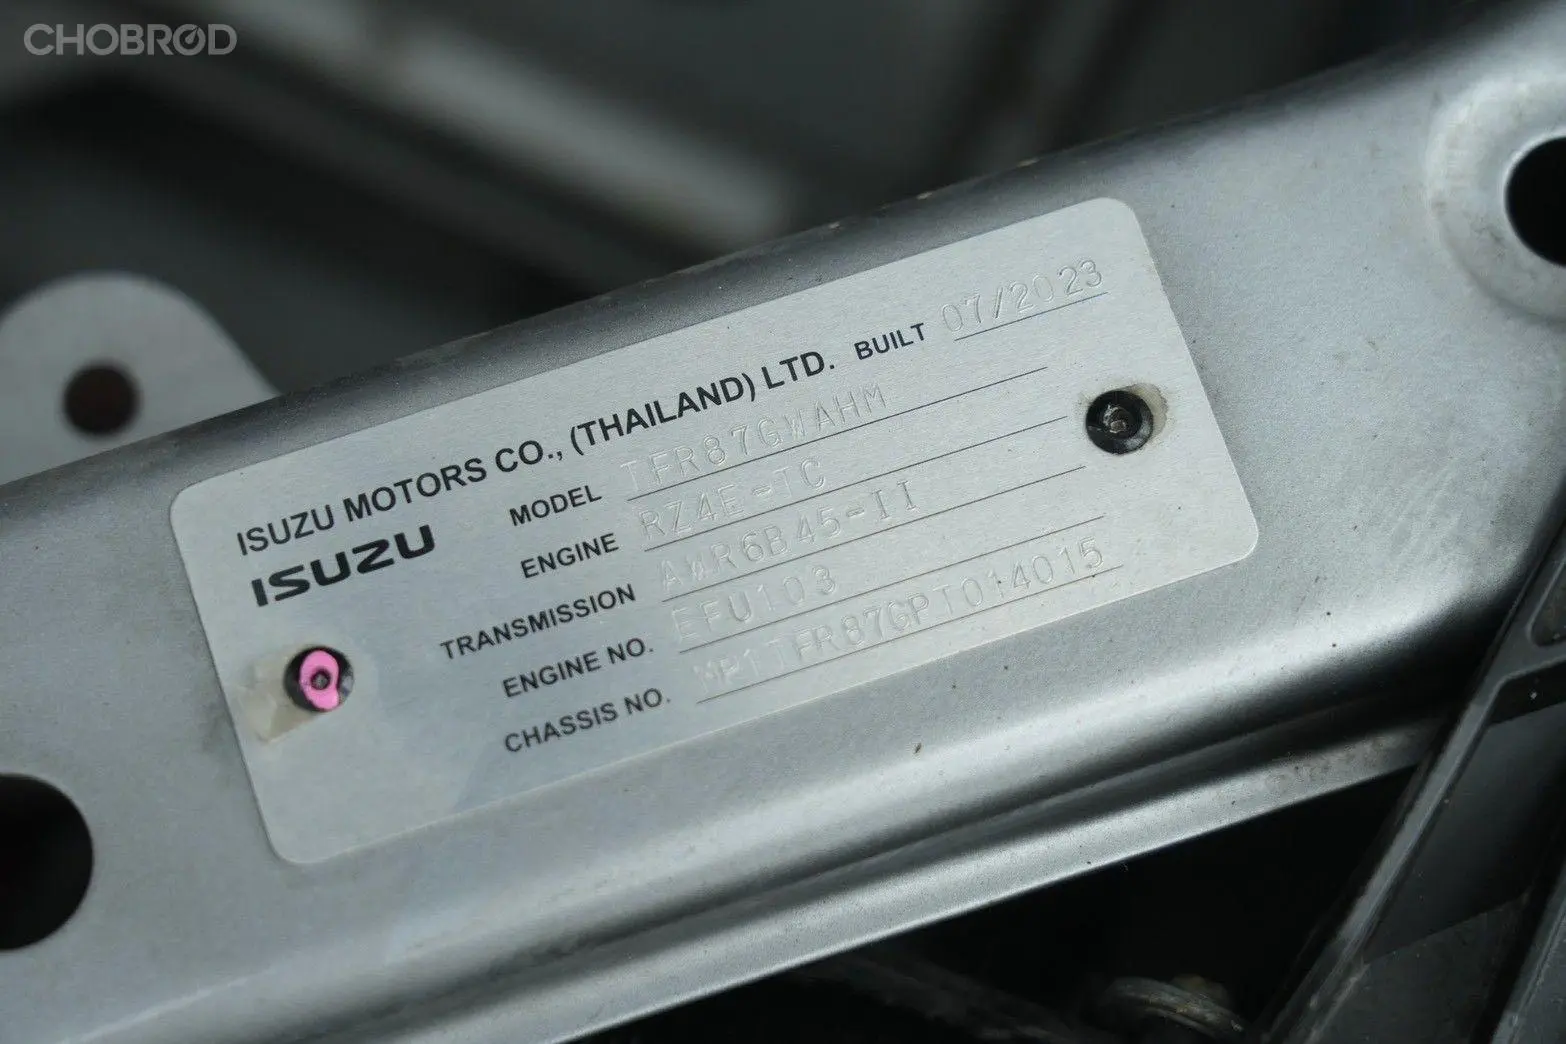 CHOBROD
ISUZU MOTORS CO., (THAILAND) LTD. BUILT 07/2023
ISUZU
MODEL TFR87GWAHM
ENGINE RZ4E-TC
TRANSMISSION AWR6B45-II
ENGINE NO. EFU103
CHASSIS NO. MP1TFR87GPT014015